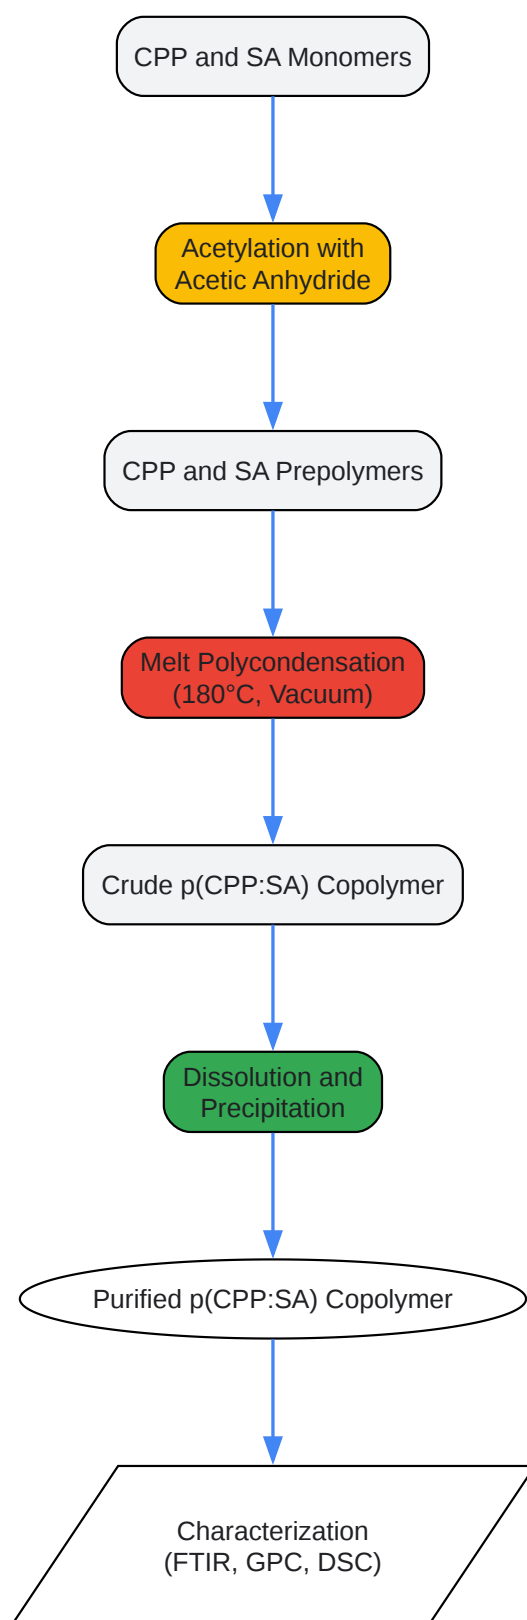 CPP and SA Monomers
Acetylation with
Acetic Anhydride
CPP and SA Prepolymers
Melt Polycondensation
(180°C, Vacuum)
Crude p(CPP:SA) Copolymer
Dissolution and
Precipitation
Purified p(CPP:SA) Copolymer
Characterization
(FTIR, GPC, DSC)